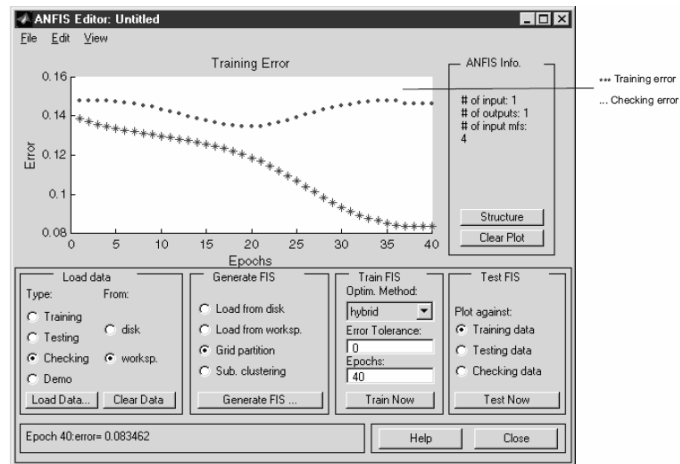 ANFIS Editor: Untitled
File Edit View
Training Error
0.16
0.14
0.12
0.1
0.08
Error
0 5 10 15 20 25 30 35 40
Epochs
ANFIS Info.
# of input: 1
# of outputs: 1
# of input mfs:
4
Structure
Clear Plot
*** Training error
... Checking error
Load data
Type: From:
Training
Testing
Checking
Demo
disk
worksp.
Load Data... Clear Data
Generate FIS
Load from disk
Load from worksp.
Grid partition
Sub. clustering
Generate FIS ...
Train FIS
Optim. Method:
hybrid
Error Tolerance:
0
Epochs:
40
Train Now
Test FIS
Plot against:
Training data
Testing data
Checking data
Test Now
Epoch 40:error= 0.083462
Help Close